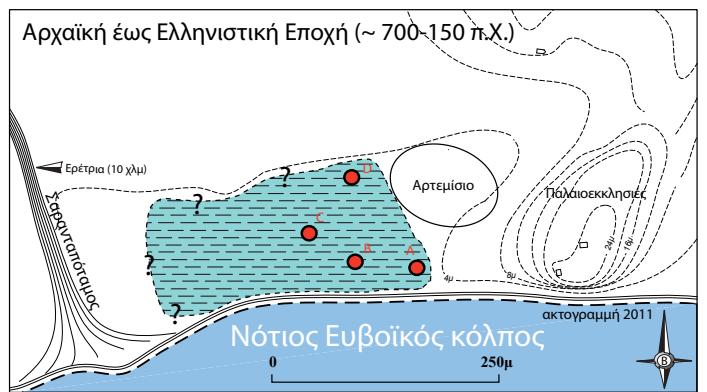 Αρχαϊκή έως Ελληνιστική Εποχή (~ 700-150 π.Χ.)
Ερέτρια (10 χλμ)
Σαρανταπόταμος
?
?
?
?
D
C
B
A
Αρτεμίσιο
Παλαιοεκκλησιές
4μ
8μ
16μ
24μ
ακτογραμμή 2011
Νότιος Ευβοϊκός κόλπος
0 250μ
Β